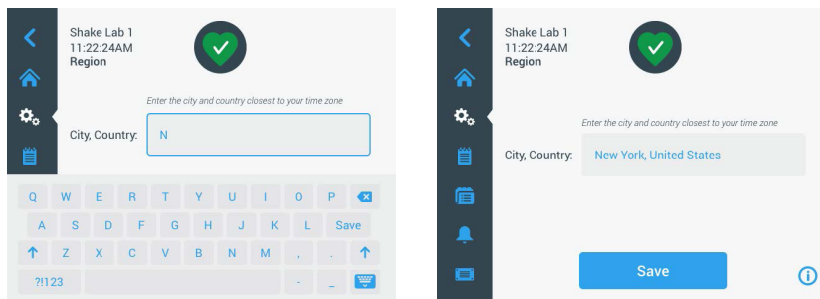 Shake Lab 1
11:22:24AM
Region
Enter the city and country closest to your time zone
City, Country: N
Q W E R T Y U I O P
A S D F G H J K L Save
Z X C V B N M , .
?!123 - _
Shake Lab 1
11:22:24AM
Region
Enter the city and country closest to your time zone
City, Country: New York, United States
Save